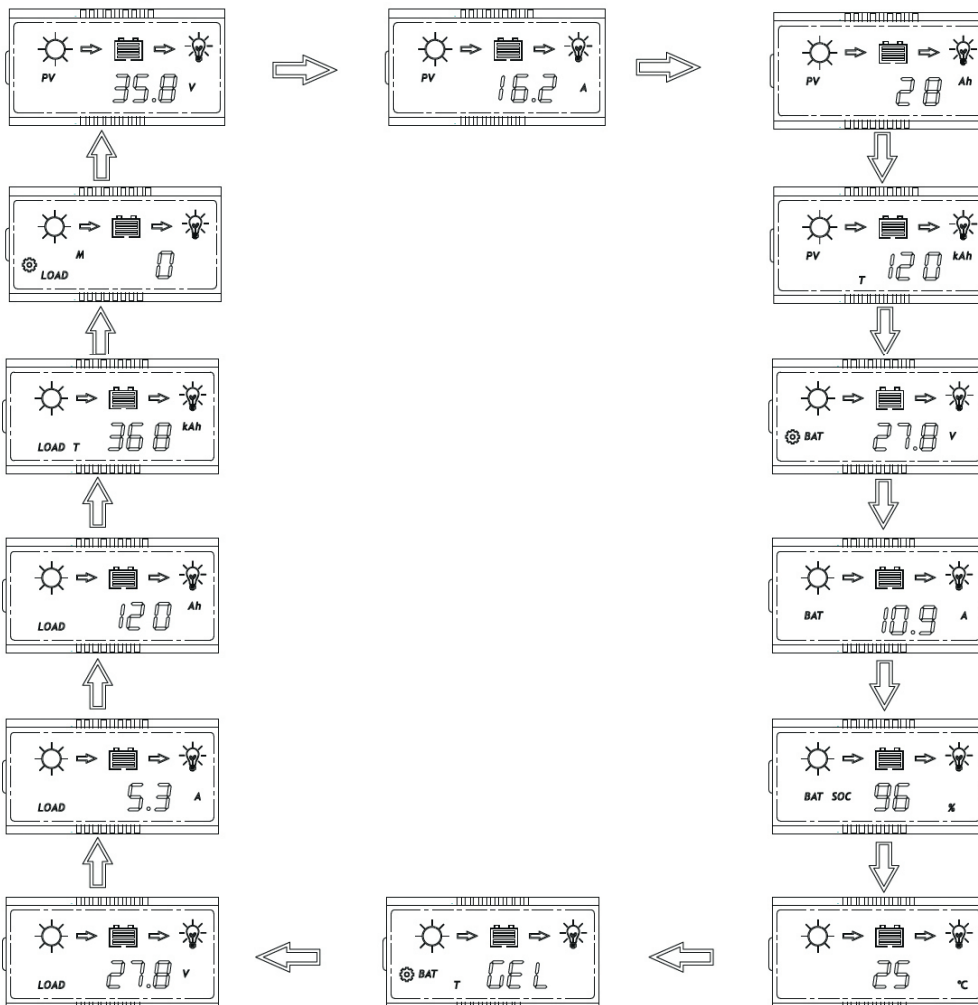 PV 35.8 V
PV 16.2 A
PV 28 Ah
PV T 120 kAh
BAT 27.8 V
BAT 10.9 A
BAT SOC 96 %
25 °C
BAT T GEL
LOAD 27.8 V
LOAD 5.3 A
LOAD 120 Ah
LOAD T 368 kAh
LOAD M 0